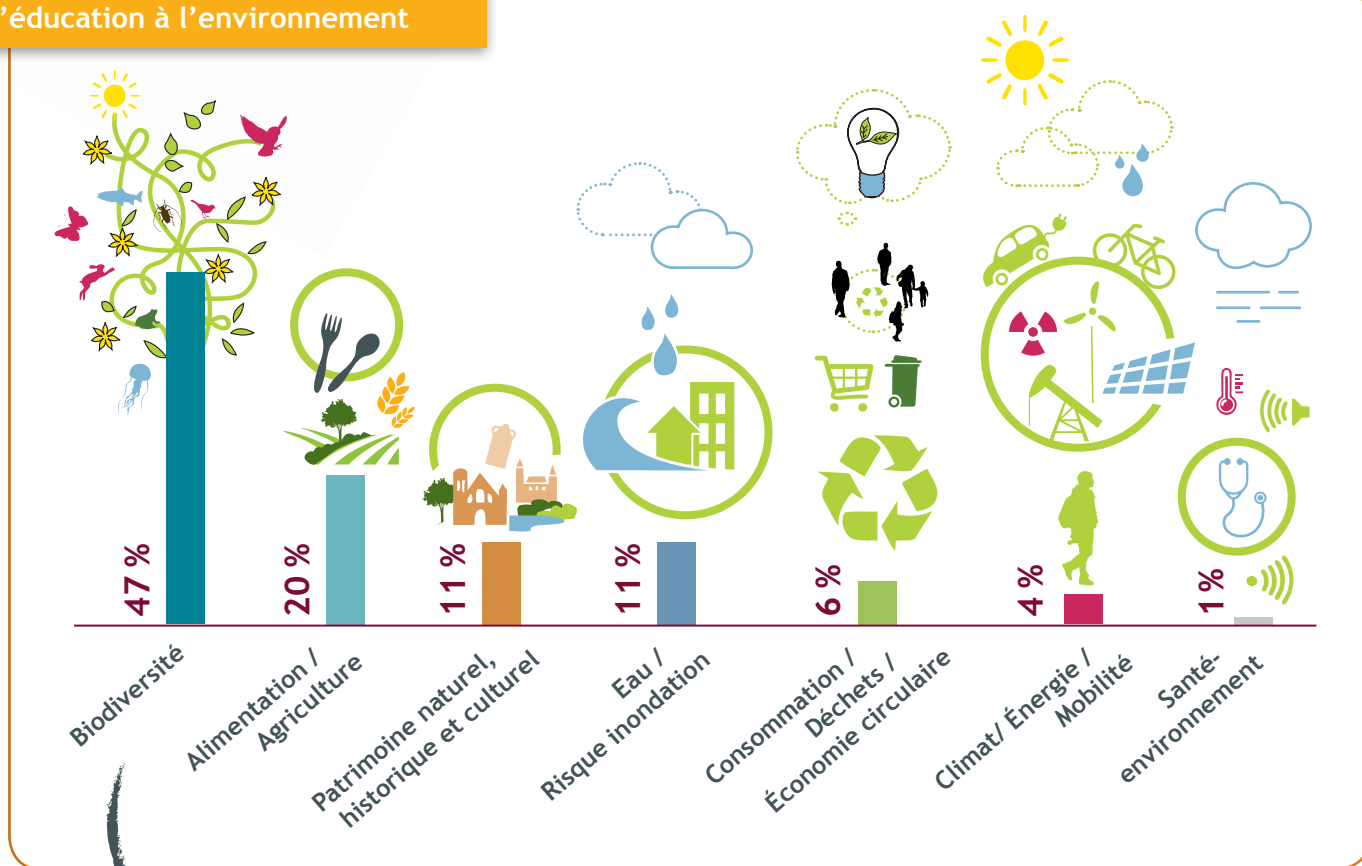 ’éducation à l’environnement
47 %
20 %
11 %
11 %
6 %
4 %
1%
Biodiversité
Alimentation /
Agriculture
Patrimoine naturel,
historique et culturel
Eau /
Risque inondation
Consommation /
Déchets /
Économie circulaire
Climat/ Énergie /
Mobilité
Santé-
environnement